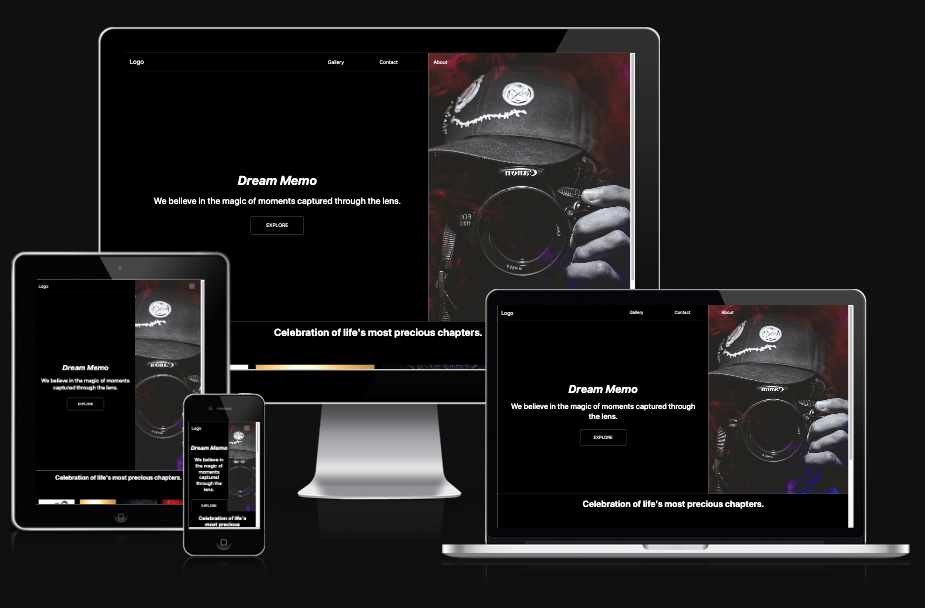 Logo
Gallery
Contact
About
Canon
Dream Memo
We believe in the magic of moments captured through the lens.
EXPLORE
Celebration of life's most precious chapters.
Logo
Dream Memo
We believe in the magic of moments
captured through the lens.
EXPLORE
Celebration of life's most precious chapters.
Logo
Dream Memo
We believe in
the magic of
moments
captured
through the
lens.
EXPLORE
Celebration of life's
most precious
Logo
Gallery
Contact
About
Canon
Dream Memo
We believe in the magic of moments captured through
the lens.
EXPLORE
Celebration of life's most precious chapters.